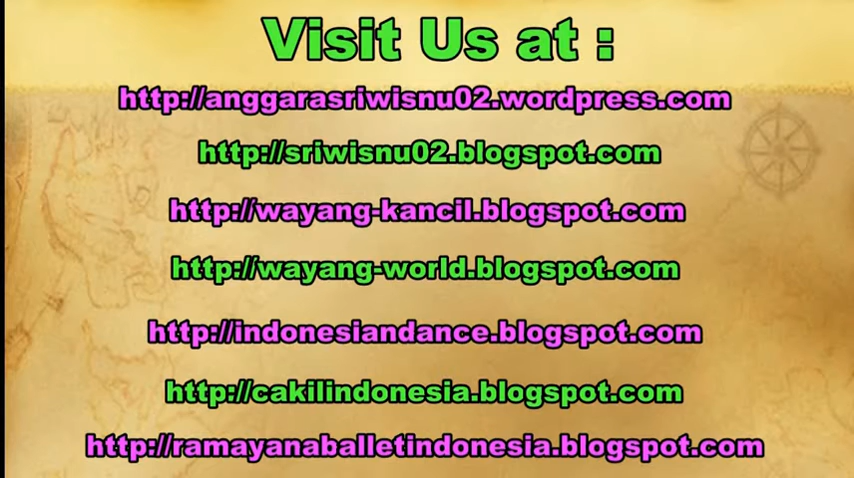 Visit Us at :
http://anggarasriwisnu02.wordpress.com
http://sriwisnu02.blogspot.com
http://wayang-kancil.blogspot.com
http://wayang-world.blogspot.com
http://indonesiandance.blogspot.com
http://cakilindonesia.blogspot.com
http://ramayanaballetindonesia.blogspot.com